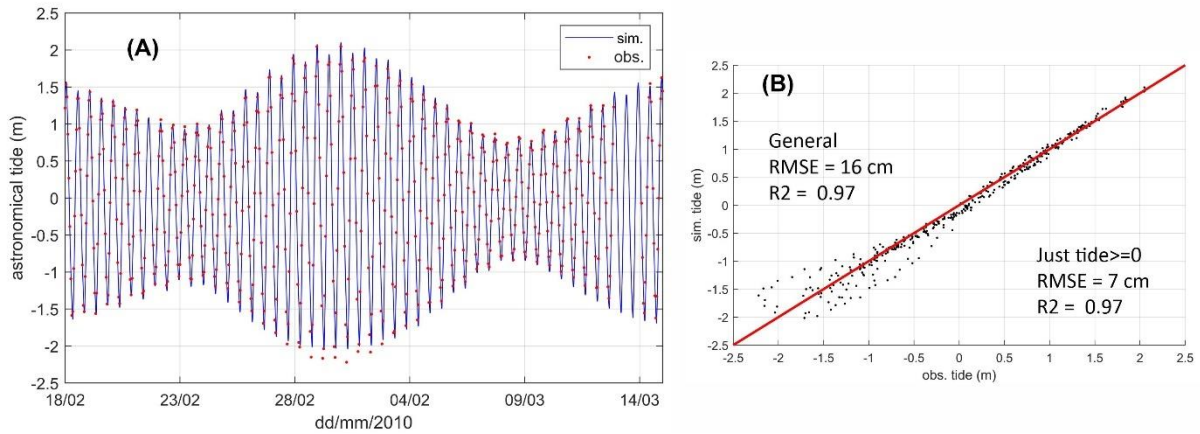 (A)
sim.
obs.
2.5
2
1.5
1
0.5
0
-0.5
-1
-1.5
-2
-2.5
astronomical tide (m)
18/02
23/02
28/02
04/02
09/03
14/03
dd/mm/2010
(B)
General
RMSE = 16 cm
R2 = 0.97
Just tide>=0
RMSE = 7 cm
R2 = 0.97
2.5
2
1.5
1
0.5
0
-0.5
-1
-1.5
-2
-2.5
sim. tide (m)
-2.5
-2
-1.5
-1
-0.5
0
0.5
1
1.5
2
2.5
obs. tide (m)